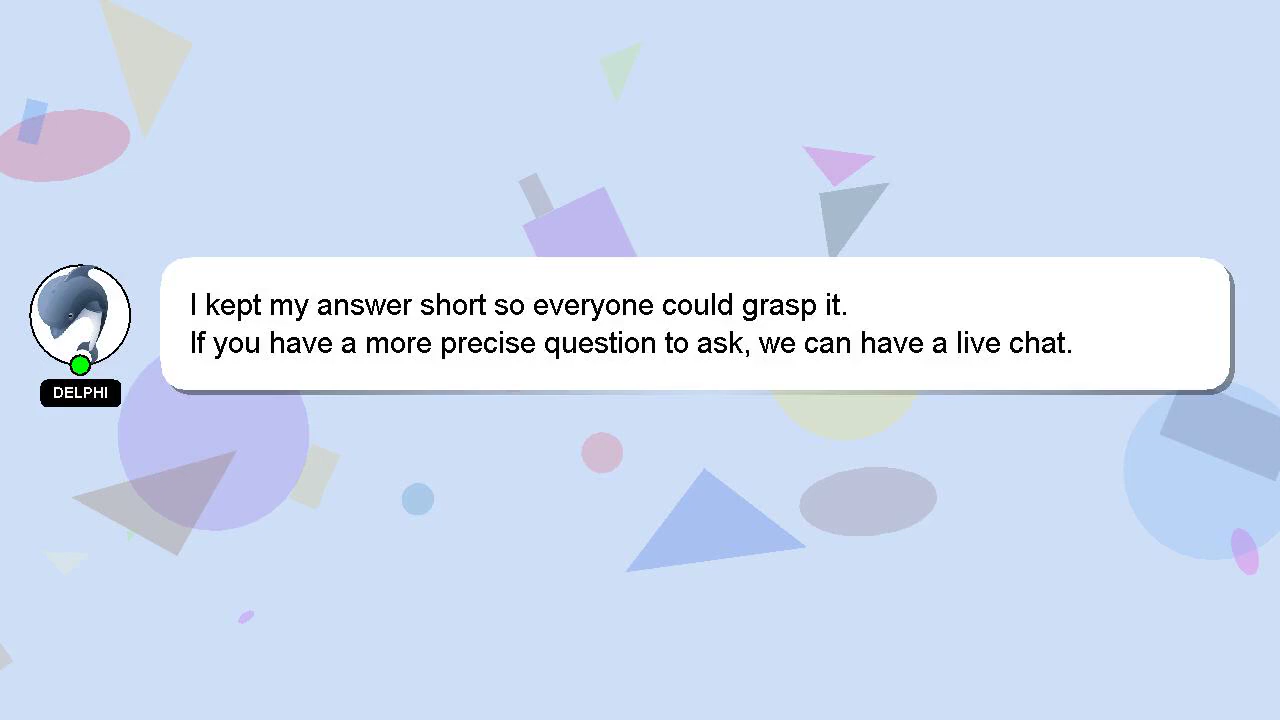 I kept my answer short so everyone could grasp it.
If you have a more precise question to ask, we can have a live chat.
DELPHI